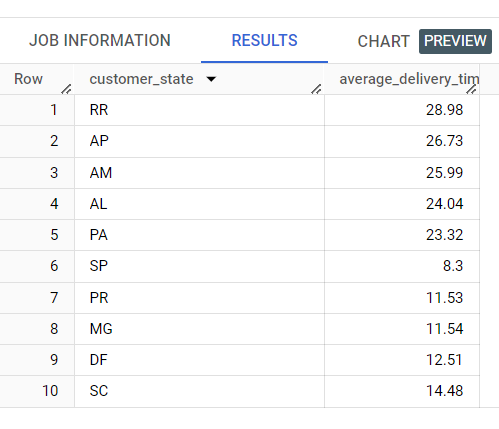 JOB INFORMATION RESULTS CHART PREVIEW
Row customer_state average_delivery_tim
1 RR 28.98
2 AP 26.73
3 AM 25.99
4 AL 24.04
5 PA 23.32
6 SP 8.3
7 PR 11.53
8 MG 11.54
9 DF 12.51
10 SC 14.48